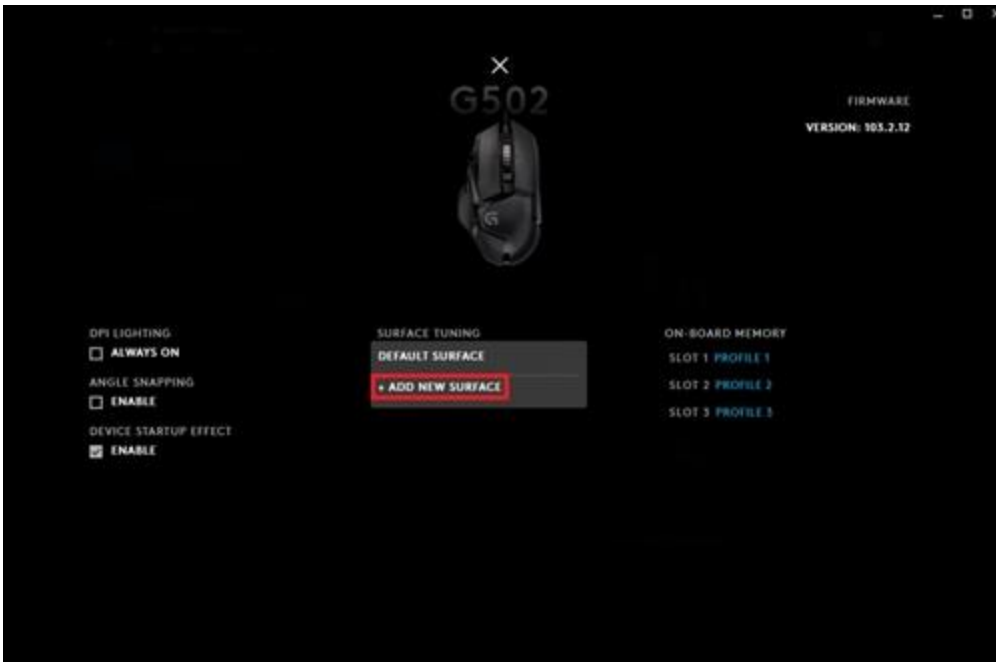 G502
FIRMWARE
VERSION: 103.2.12
G
DPI LIGHTING
ALWAYS ON
ANGLE SNAPPING
ENABLE
DEVICE STARTUP EFFECT
ENABLE
SURFACE TUNING
DEFAULT SURFACE
+ ADD NEW SURFACE
ON-BOARD MEMORY
SLOT 1 PROFILE 1
SLOT 2 PROFILE 2
SLOT 3 PROFILE 3